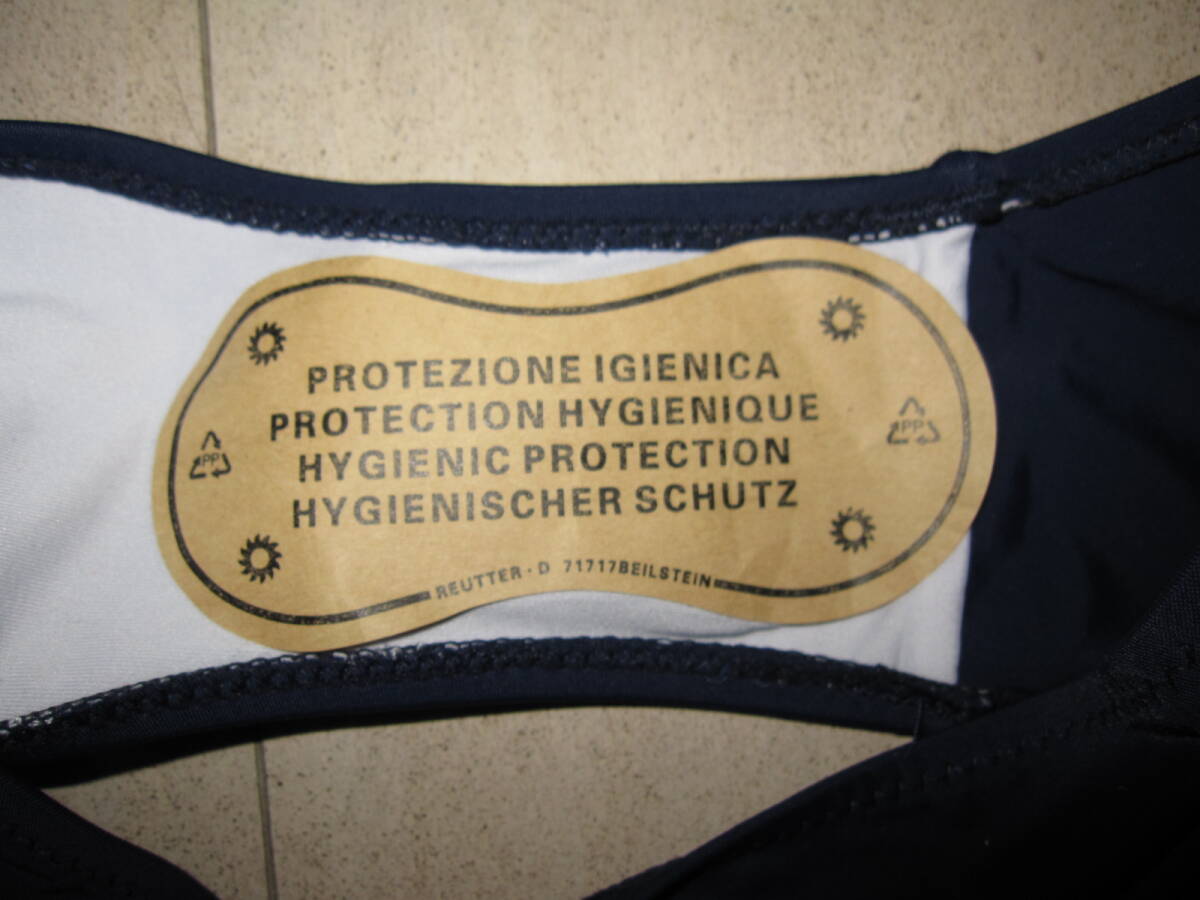 PROTEZIONE IGIENICA
PROTECTION HYGIENIQUE
PP
PP
HYGIENIC PROTECTION
HYGIENISCHER SCHUTZ
REUTTER · D 71717BEILSTEIN